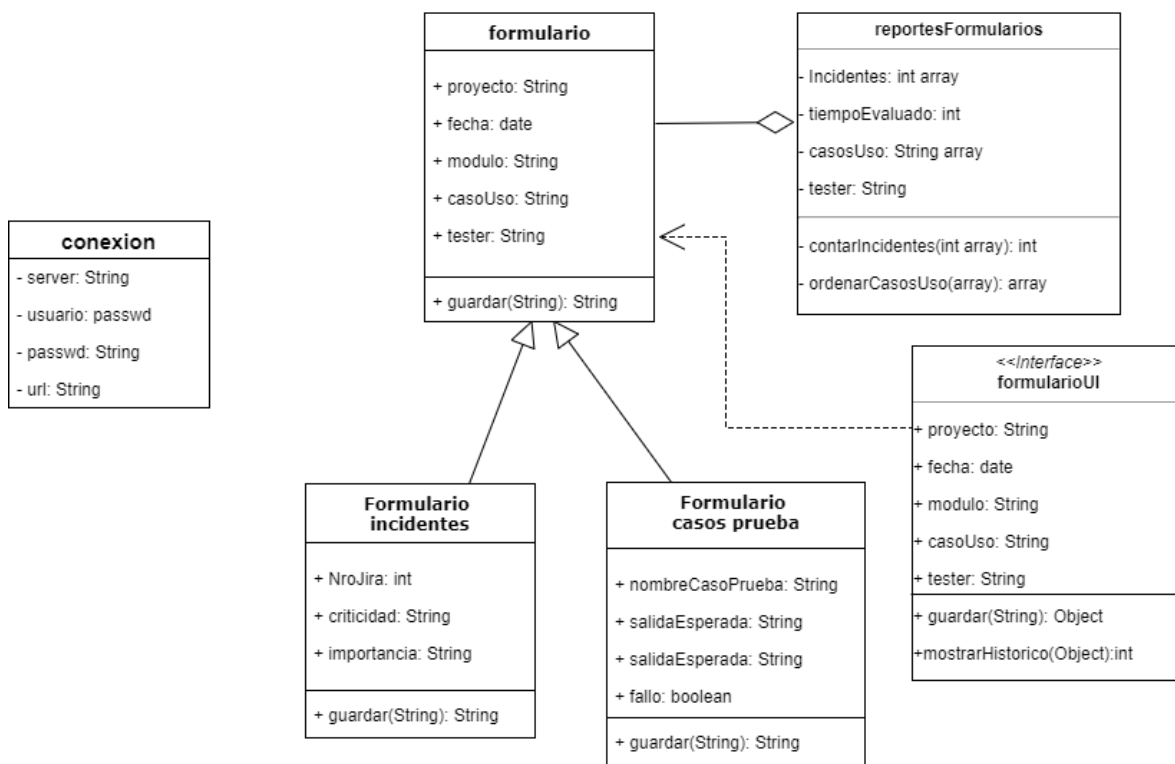 formulario
+ proyecto: String
+ fecha: date
+ modulo: String
+ casoUso: String
+ tester: String
+ guardar(String): String
reportesFormularios
- Incidentes: int array
- tiempoEvaluado: int
- casosUso: String array
- tester: String
- contarIncidentes(int array): int
- ordenarCasosUso(array): array
conexion
- server: String
- usuario: passwd
- passwd: String
- url: String
<<Interface>>
formularioUI
+ proyecto: String
+ fecha: date
+ modulo: String
+ casoUso: String
+ tester: String
+ guardar(String): Object
+mostrarHistorico(Object):int
Formulario
incidentes
+ NroJira: int
+ criticidad: String
+ importancia: String
+ guardar(String): String
Formulario
casos prueba
+ nombreCasoPrueba: String
+ salidaEsperada: String
+ salidaEsperada: String
+ fallo: boolean
+ guardar(String): String